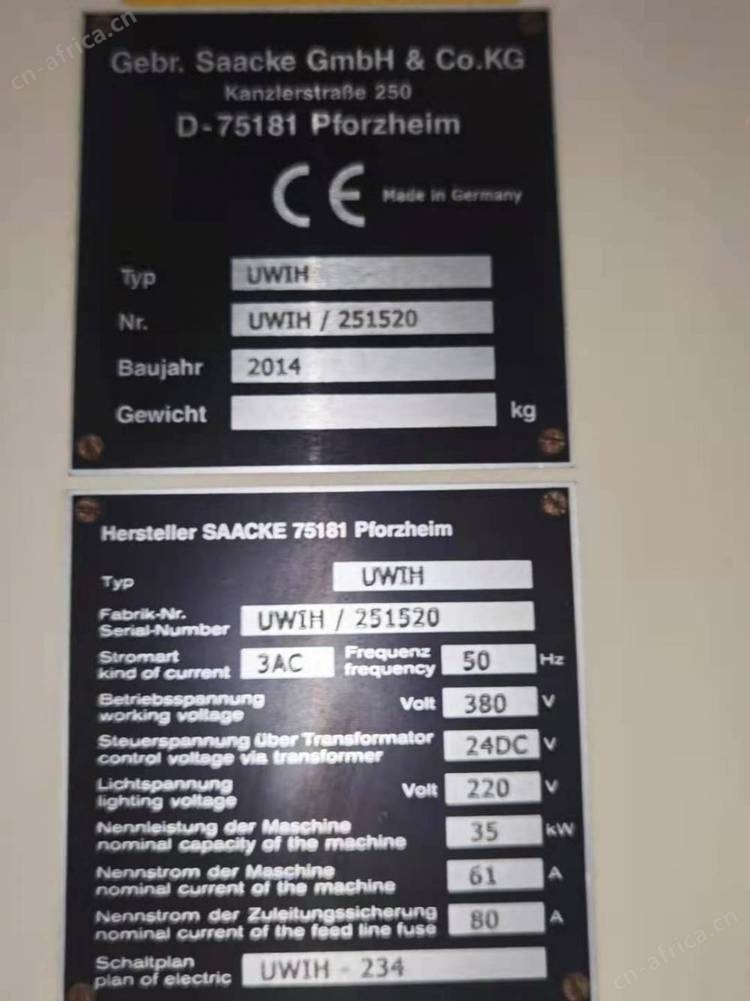 cn-africa.cn
Gebr. Saacke GmbH & Co.KG
Kanzlerstraße 250
D-75181 Pforzheim
CE Made in Germany
Typ UWIH
Nr. UWIH / 251520
Baujahr 2014
Gewicht kg
Hersteller SAACKE 75181 Pforzheim
Typ UWIH
Fabrik-Nr.
Serial-Number UWIH / 251520
Stromart
kind of current 3AC Frequenz
frequency 50 Hz
Betriebsspannung
working voltage Volt 380 V
Steuerspannung über Transformator
control voltage via transformer 24DC V
Lichtspannung
lighting voltage Volt 220 V
Nennleistung der Maschine
nominal capacity of the machine 35 kW
Nennstrom der Maschine
nominal current of the machine 61 A
Nennstrom der Zuleitungssicherung
nominal current of the feed line fuse 80 A
Schaltplan
plan of electric UWIH - 234
cn-africa.cn